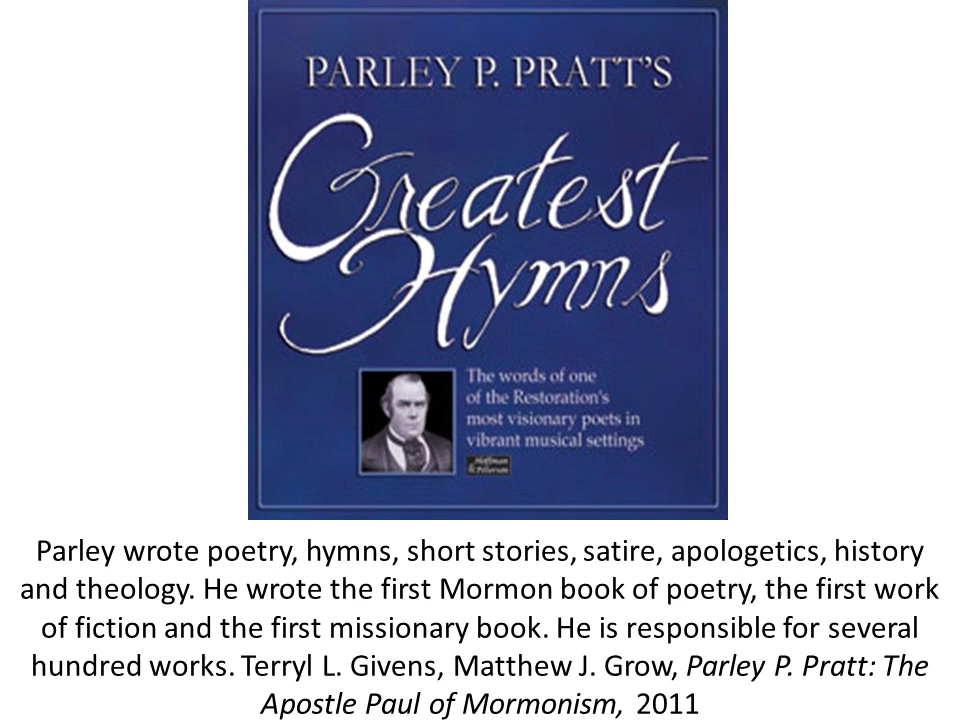 PARLEY P. PRATT'S
Greatest
Hymns
The words of one
of the Restoration's
most visionary poets in
vibrant musical settings
Parley wrote poetry, hymns, short stories, satire, apologetics, history
and theology. He wrote the first Mormon book of poetry, the first work
of fiction and the first missionary book. He is responsible for several
hundred works. Terryl L. Givens, Matthew J. Grow, Parley P. Pratt: The
Apostle Paul of Mormonism, 2011